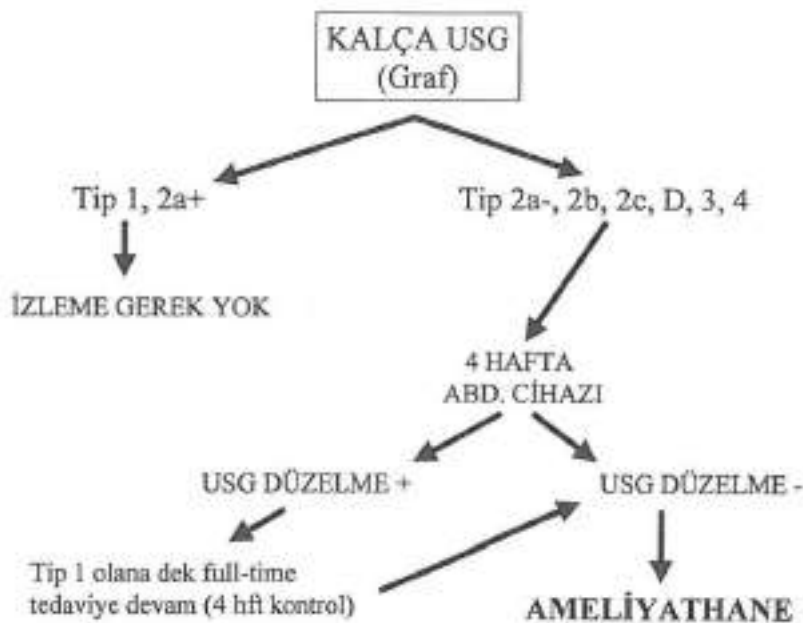 KALÇA USG
(Graf)
Tip 1, 2a+
Tip 2a-, 2b, 2c, D, 3, 4
İZLEME GEREK YOK
4 HAFTA
ABD. CİHAZI
USG DÜZELME +
USG DÜZELME -
Tip 1 olana dek full-time
tedaviye devam (4 hft kontrol)
AMELİYATHANE